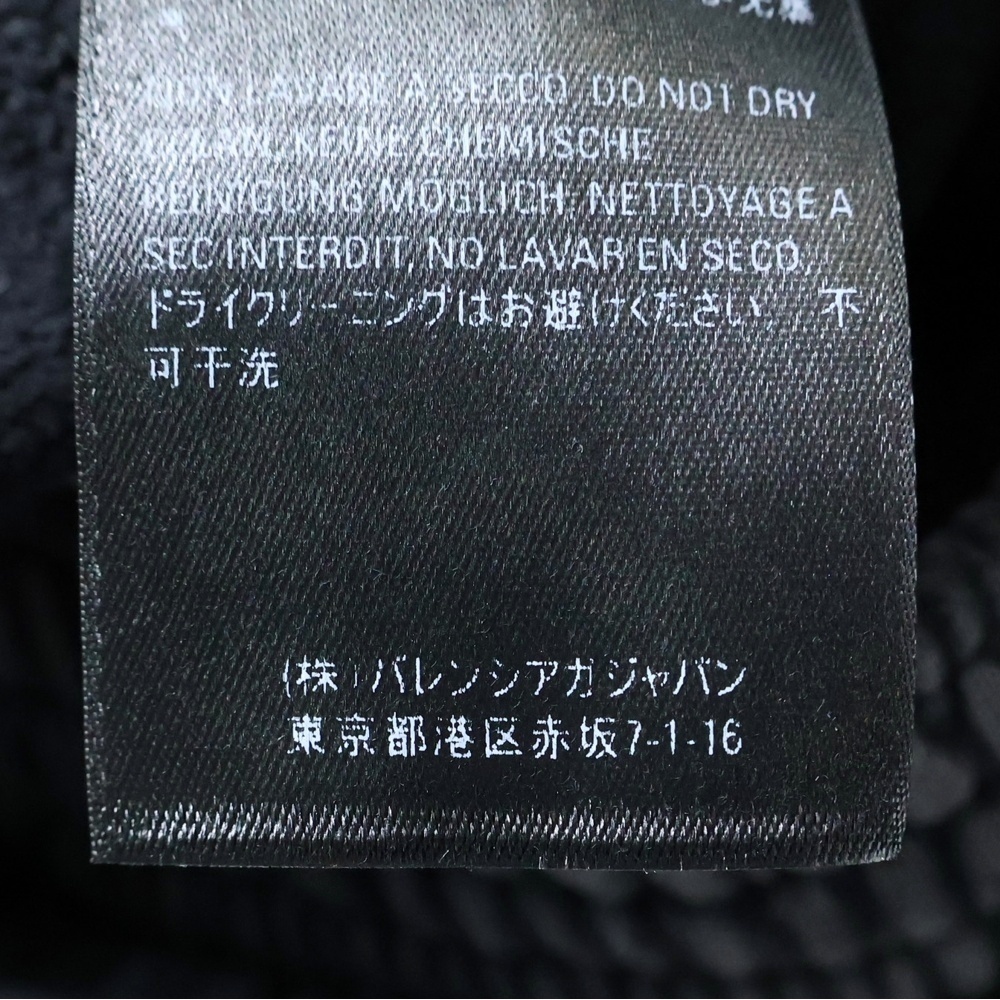 NON LAVARE A SECCO, DO NOT DRY
CLEAN, KEINE CHEMISCHE
REINIGUNG MÖGLICH, NETTOYAGE A
SEC INTERDIT, NO LAVAR EN SECO,
ドライクリーニングはお避けください, 不
可干洗
(株)バレンシアガジャパン
東京都港区赤坂7-1-16